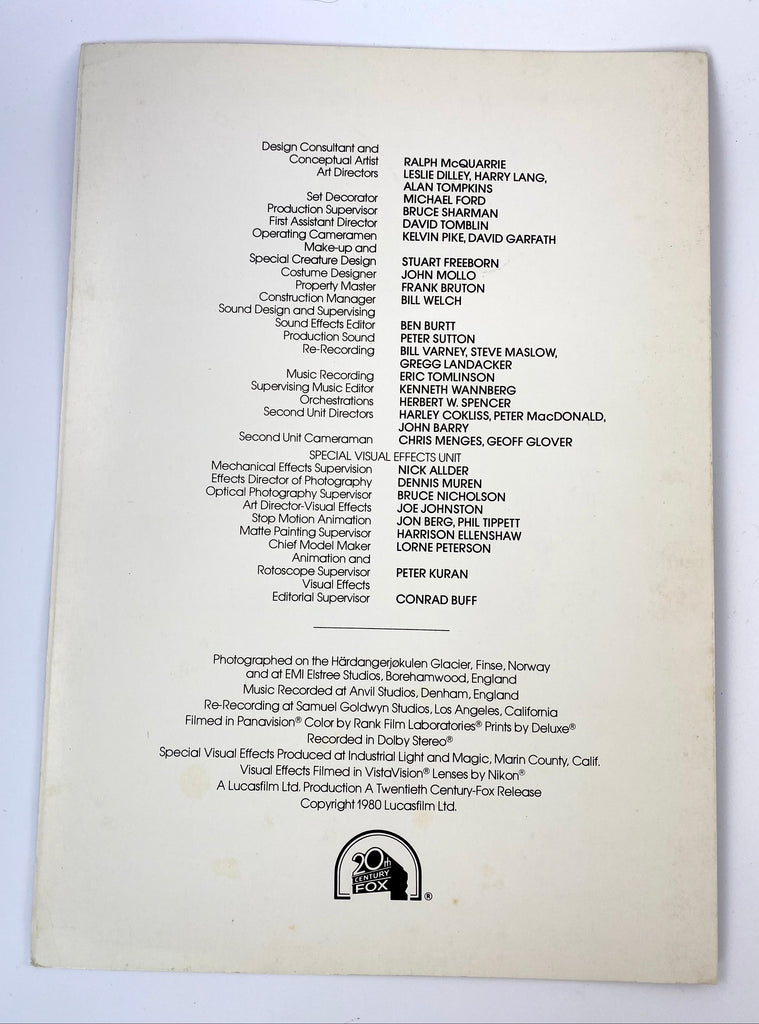 Design Consultant and
Conceptual Artist RALPH McQUARRIE
Art Directors LESLIE DILLEY, HARRY LANG,
ALAN TOMPKINS
Set Decorator MICHAEL FORD
Production Supervisor BRUCE SHARMAN
First Assistant Director DAVID TOMBLIN
Operating Cameramen KELVIN PIKE, DAVID GARFATH
Make-up and
Special Creature Design STUART FREEBORN
Costume Designer JOHN MOLLO
Property Master FRANK BRUTON
Construction Manager BILL WELCH
Sound Design and Supervising
Sound Effects Editor BEN BURTT
Production Sound PETER SUTTON
Re-Recording BILL VARNEY, STEVE MASLOW,
GREGG LANDACKER
Music Recording ERIC TOMLINSON
Supervising Music Editor KENNETH WANNBERG
Orchestrations HERBERT W. SPENCER
Second Unit Directors HARLEY COKLISS, PETER MacDONALD,
JOHN BARRY
Second Unit Cameraman CHRIS MENGES, GEOFF GLOVER
SPECIAL VISUAL EFFECTS UNIT
Mechanical Effects Supervision NICK ALLDER
Effects Director of Photography DENNIS MUREN
Optical Photography Supervisor BRUCE NICHOLSON
Art Director-Visual Effects JOE JOHNSTON
Stop Motion Animation JON BERG, PHIL TIPPETT
Matte Painting Supervisor HARRISON ELLENSHAW
Chief Model Maker LORNE PETERSON
Animation and
Rotoscope Supervisor PETER KURAN
Visual Effects
Editorial Supervisor CONRAD BUFF
Photographed on the Härdangerjøkulen Glacier, Finse, Norway
and at EMI Elstree Studios, Borehamwood, England
Music Recorded at Anvil Studios, Denham, England
Re-Recording at Samuel Goldwyn Studios, Los Angeles, California
Filmed in Panavision® Color by Rank Film Laboratories® Prints by Deluxe®
Recorded in Dolby Stereo®
Special Visual Effects Produced at Industrial Light and Magic, Marin County, Calif.
Visual Effects Filmed in VistaVision® Lenses by Nikon®
A Lucasfilm Ltd. Production A Twentieth Century-Fox Release
Copyright 1980 Lucasfilm Ltd.
20th
CENTURY
FOX ®